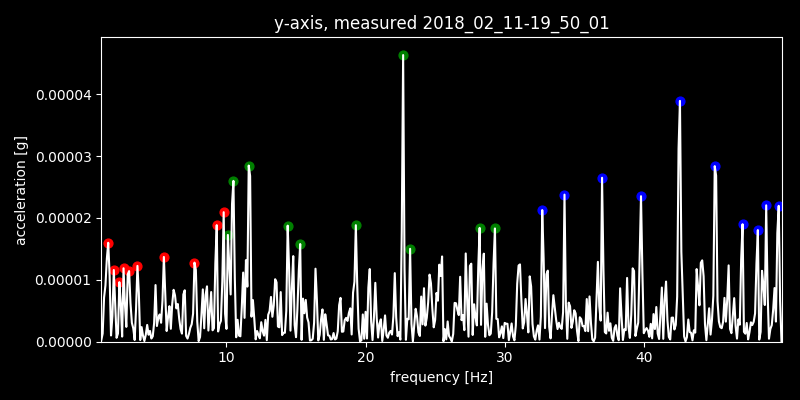 y-axis, measured 2018_02_11-19_50_01
acceleration [g]
0.00004
0.00003
0.00002
0.00001
0.00000
10 20 30 40
frequency [Hz]